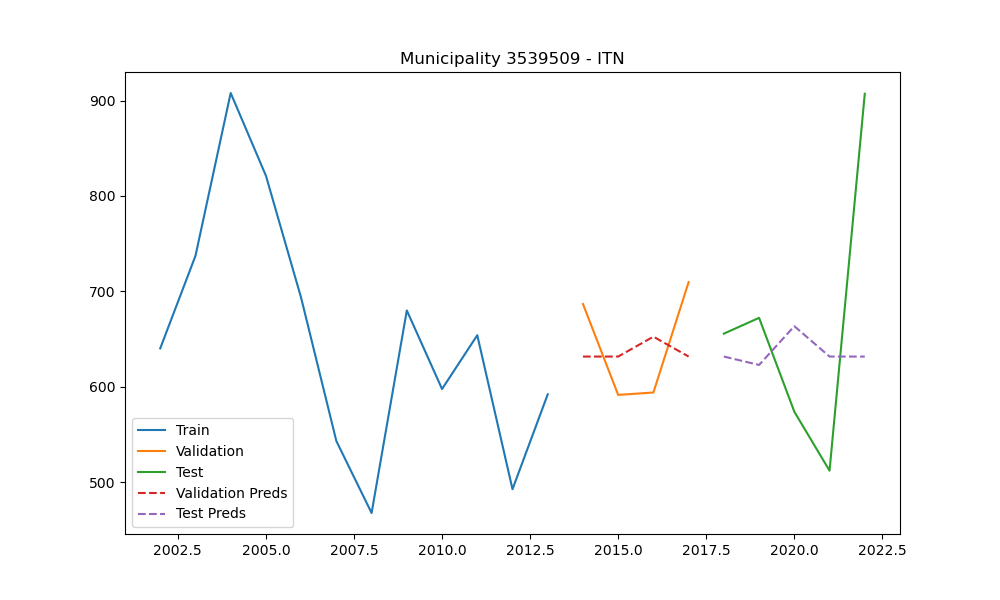 Municipality 3539509 - ITN
900
800
700
600
500
Train
Validation
Test
Validation Preds
Test Preds
2002.5 2005.0 2007.5 2010.0 2012.5 2015.0 2017.5 2020.0 2022.5